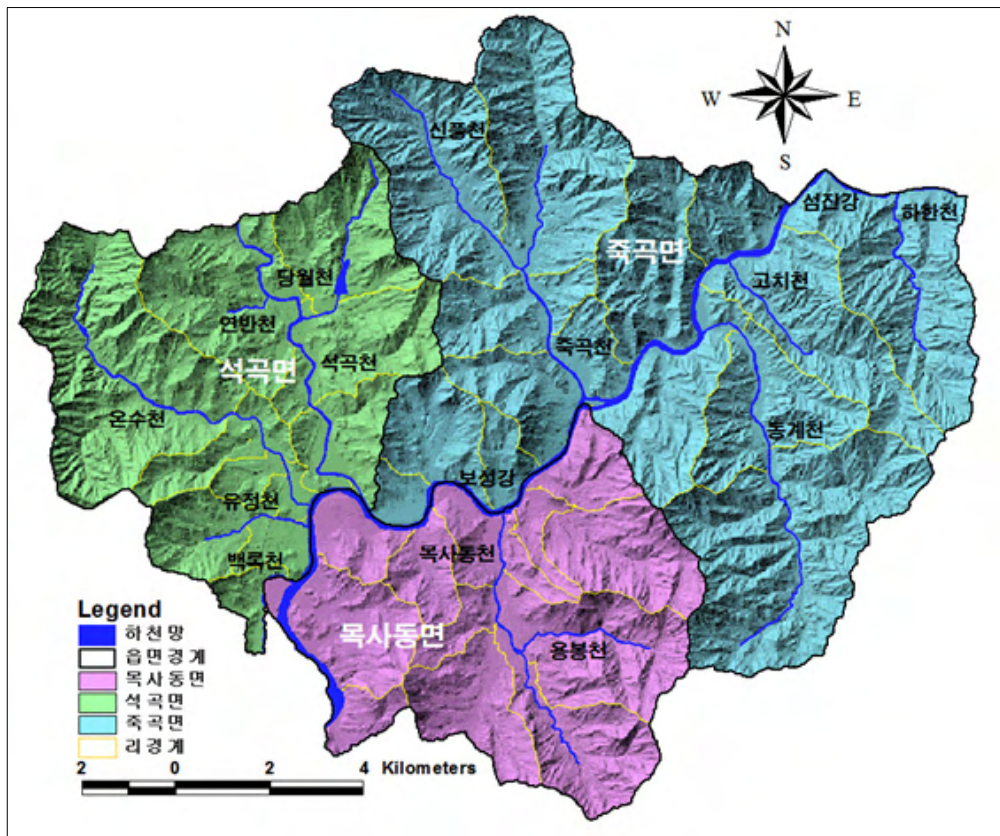 N
W
E
S
신풍천
섬진강
하한천
죽곡면
당월천
고치천
연반천
죽곡천
석곡천
석곡면
온수천
동계천
보성강
유정천
목사동천
백록천
목사동면
용봉천
Legend
하천망
읍면경계
목사동면
석곡면
죽곡면
리경계
2 0 2 4 Kilometers